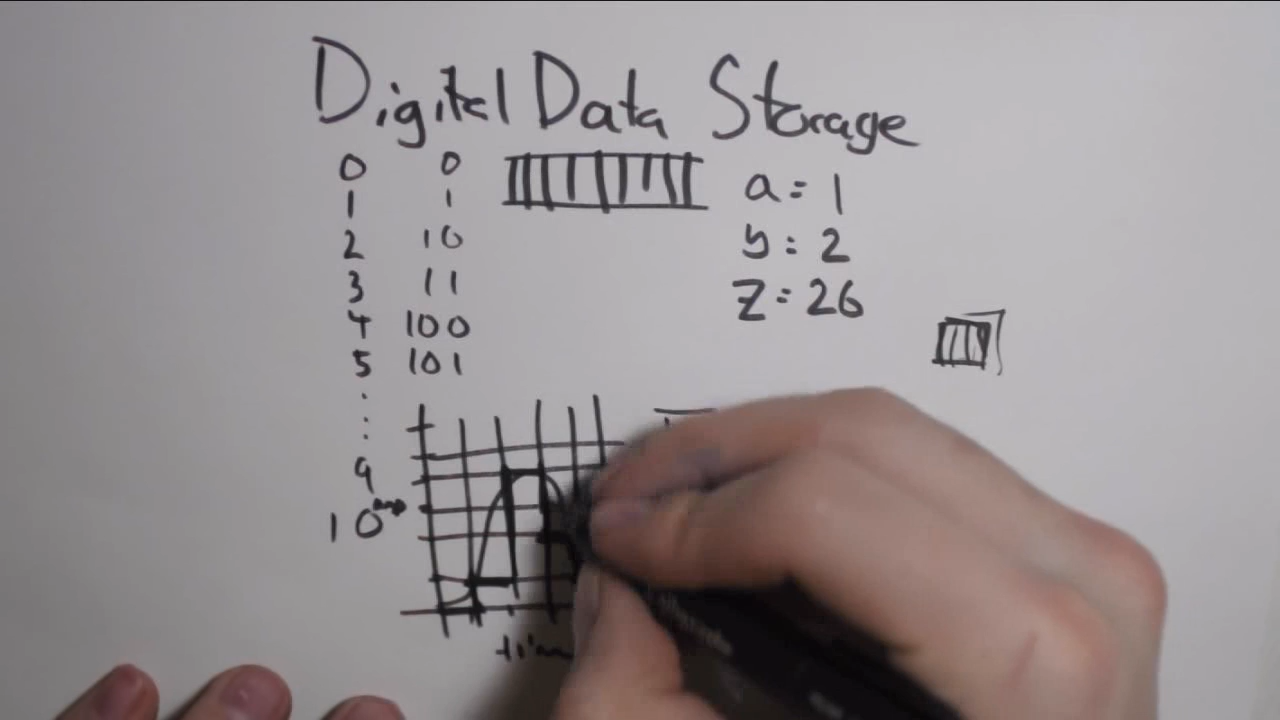 Digital Data Storage
0 0
1 1
2 10
3 11
4 100
5 101
9
10
a = 1
y = 2
z = 26
amp